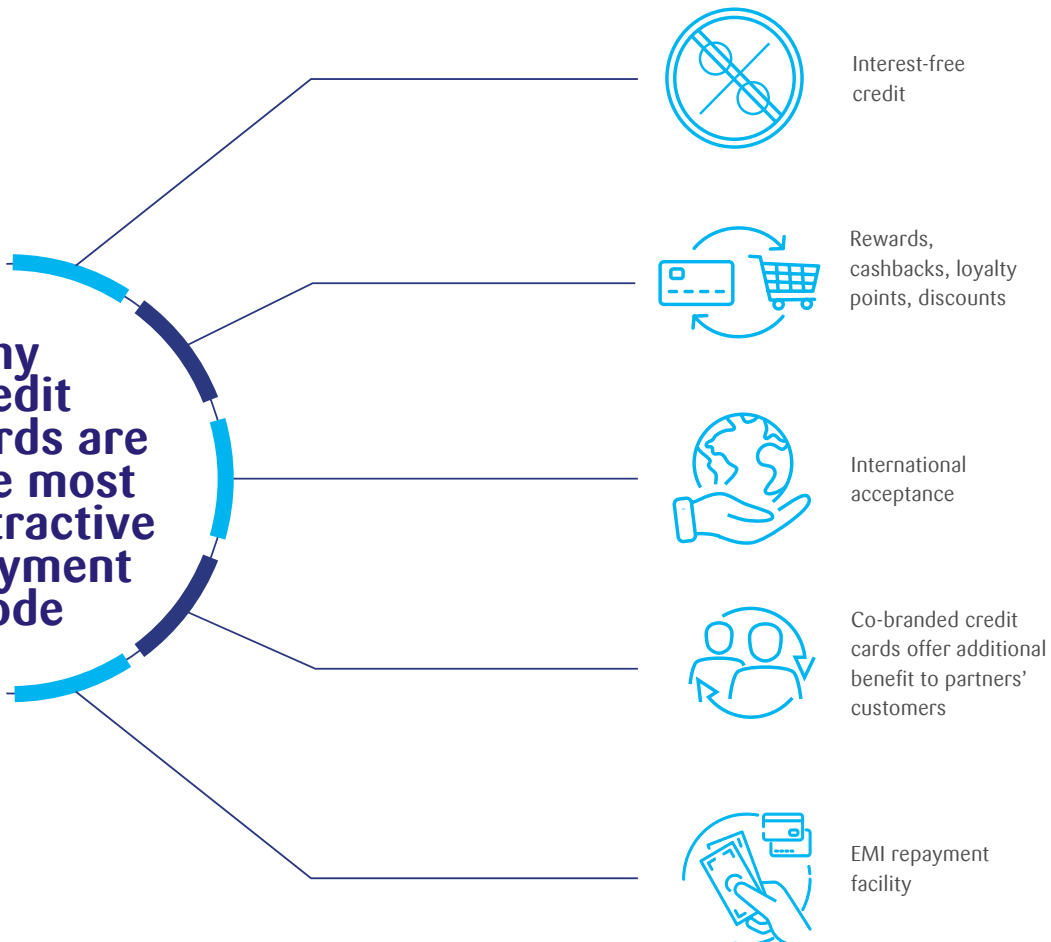 hy
edit
rds are
e most
tractive
yment
ode
Interest-free
credit
Rewards,
cashbacks, loyalty
points, discounts
International
acceptance
Co-branded credit
cards offer additional
benefit to partners’
customers
EMI repayment
facility